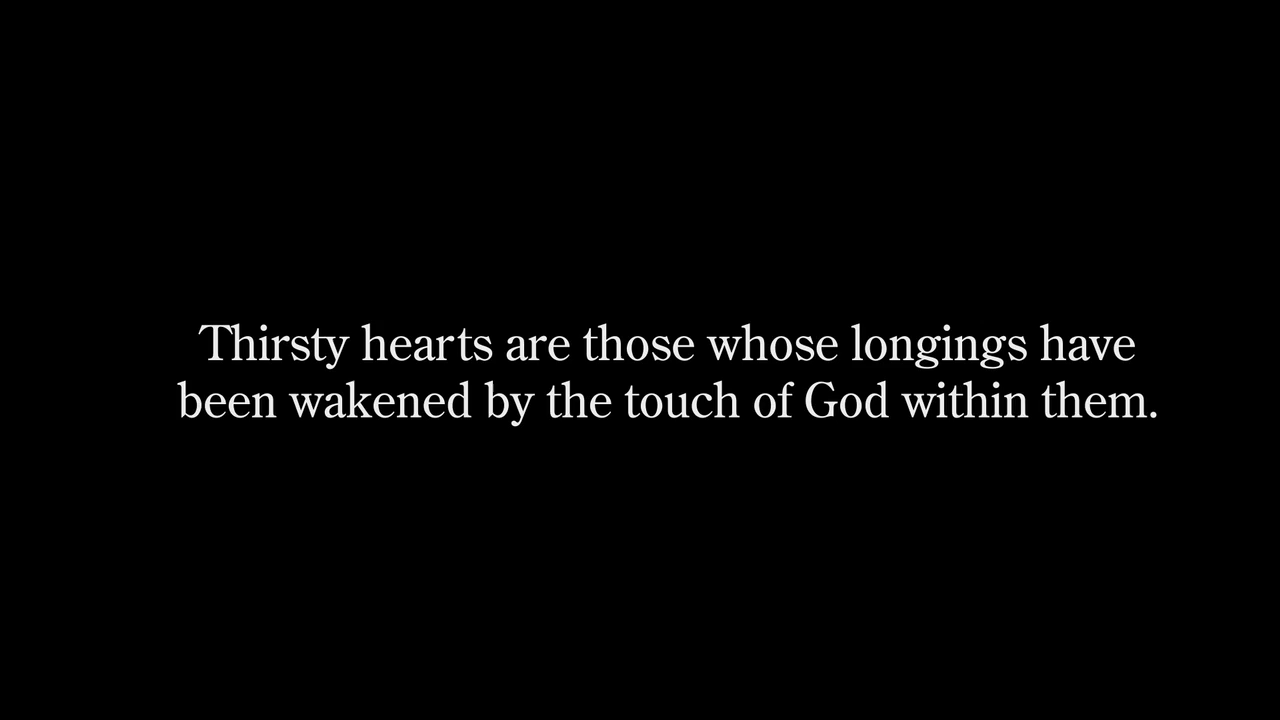 Thirsty hearts are those whose longings have
been wakened by the touch of God within them.